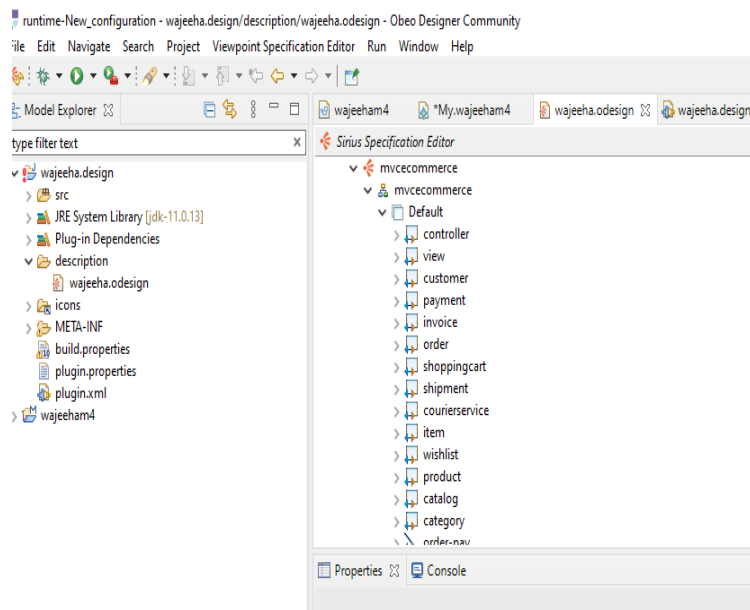 runtime-New_configuration - wajeeha.design/description/wajeeha.odesign - Obeo Designer Community
File Edit Navigate Search Project Viewpoint Specification Editor Run Window Help
Model Explorer
type filter text
wajeeha.design
src
JRE System Library [jdk-11.0.13]
Plug-in Dependencies
description
wajeeha.odesign
icons
META-INF
build.properties
plugin.properties
plugin.xml
wajeeham4
wajeeham4 *My.wajeeham4 wajeeha.odesign wajeeha.design
Sirius Specification Editor
mvcecommerce
mvcecommerce
Default
controller
view
customer
payment
invoice
order
shoppingcart
shipment
courierservice
item
wishlist
product
catalog
category
order-nav
Properties Console